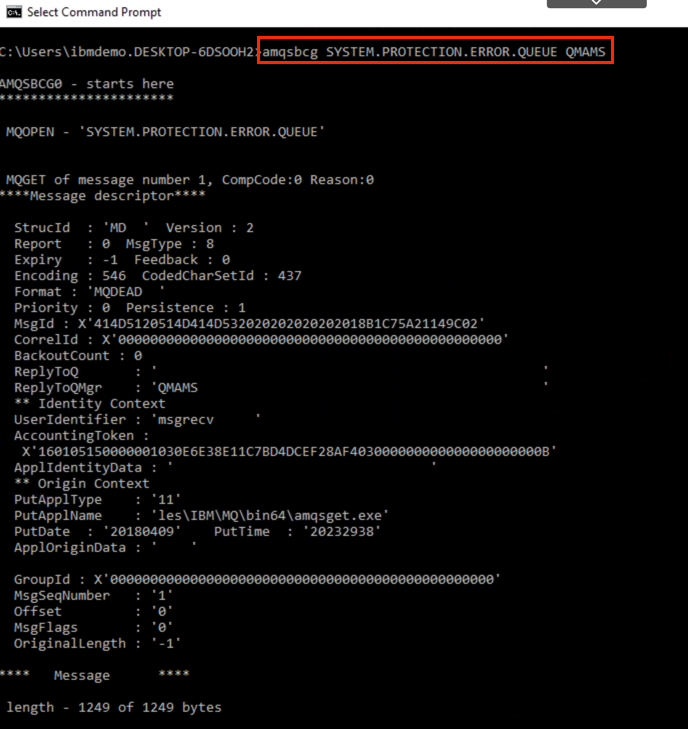 Select Command Prompt
C:\Users\ibmdemo.DESKTOP-6DSOOH2>amqsbcg SYSTEM.PROTECTION.ERROR.QUEUE QMAMS
AMQSBCG0 - starts here
**********************
MQOPEN - 'SYSTEM.PROTECTION.ERROR.QUEUE'
MQGET of message number 1, CompCode:0 Reason:0
****Message descriptor****
StrucId  : 'MD  '  Version : 2
Report   : 0  MsgType : 8
Expiry   : -1  Feedback : 0
Encoding : 546  CodedCharSetId : 437
Format : 'MQDEAD  '
Priority : 0  Persistence : 1
MsgId : X'414D5120514D414D532020202020202018B1C75A21149C02'
CorrelId : X'000000000000000000000000000000000000000000000000'
BackoutCount : 0
ReplyToQ       : '                                                '
ReplyToQMgr    : 'QMAMS                                           '
** Identity Context
UserIdentifier : 'msgrecv     '
AccountingToken :
X'160105150000001030E6E38E11C7BD4DCEF28AF40300000000000000000000000B'
ApplIdentityData : '                                '
** Origin Context
PutApplType    : '11'
PutApplName    : 'les\IBM\MQ\bin64\amqsget.exe'
PutDate  : '20180409'    PutTime  : '20232938'
ApplOriginData : '    '
GroupId : X'000000000000000000000000000000000000000000000000'
MsgSeqNumber   : '1'
Offset         : '0'
MsgFlags       : '0'
OriginalLength : '-1'
****   Message      ****
length - 1249 of 1249 bytes